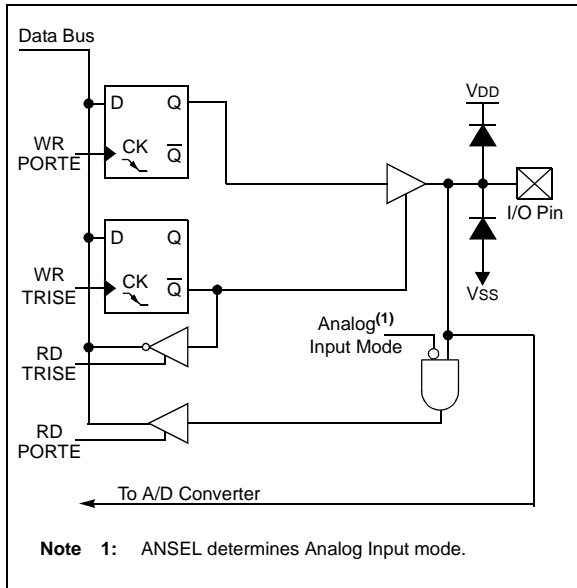 Data Bus
D Q
WR
PORTE
CK Q
VDD
I/O Pin
D Q
WR
TRISE
CK Q
VSS
Analog(1)
Input Mode
RD
TRISE
RD
PORTE
To A/D Converter
Note 1: ANSEL determines Analog Input mode.